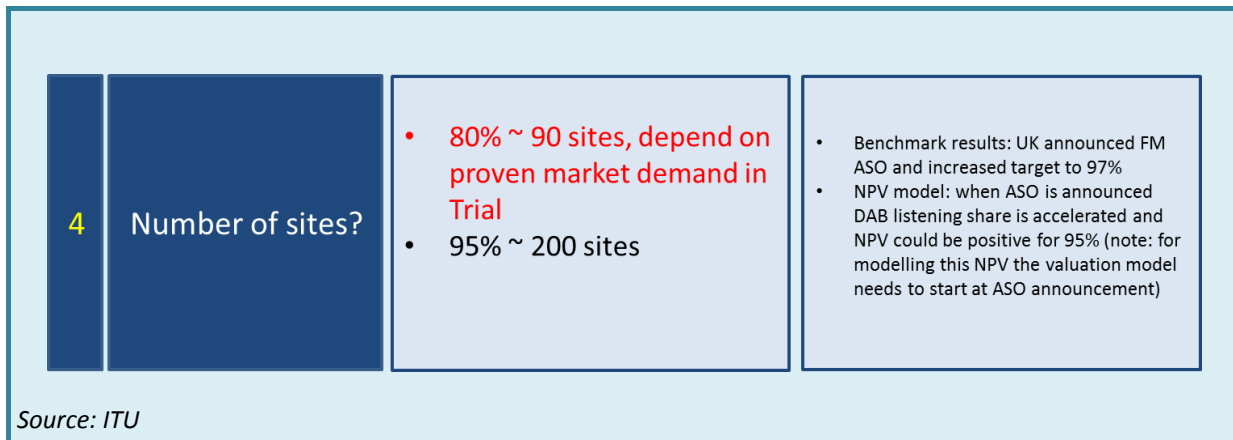 4
Number of sites?
• 80% ~ 90 sites, depend on
proven market demand in
Trial
• 95% ~ 200 sites
• Benchmark results: UK announced FM
ASO and increased target to 97%
• NPV model: when ASO is announced
DAB listening share is accelerated and
NPV could be positive for 95% (note: for
modelling this NPV the valuation model
needs to start at ASO announcement)
Source: ITU